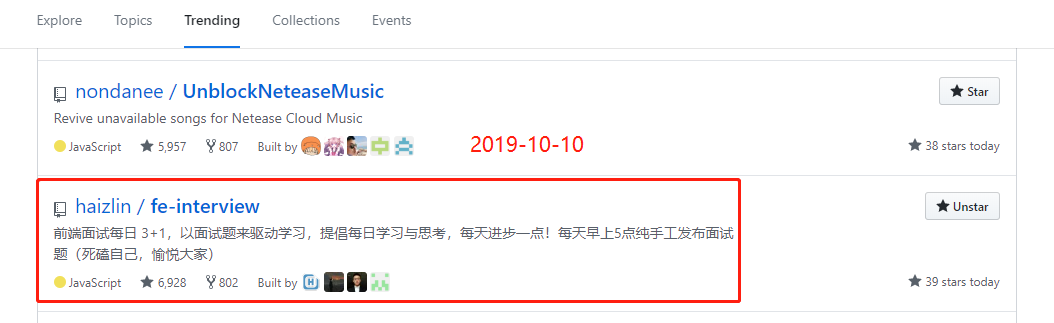 Explore Topics Trending Collections Events
nondanee / UnblockNeteaseMusic Star
Revive unavailable songs for Netease Cloud Music
JavaScript 5,957 807 Built by 2019-10-10 38 stars today
haizlin / fe-interview Unstar
前端面试每日 3+1，以面试题来驱动学习，提倡每日学习与思考，每天进步一点！每天早上5点纯手工发布面试
题（死磕自己，愉悦大家）
JavaScript 6,928 802 Built by H 39 stars today